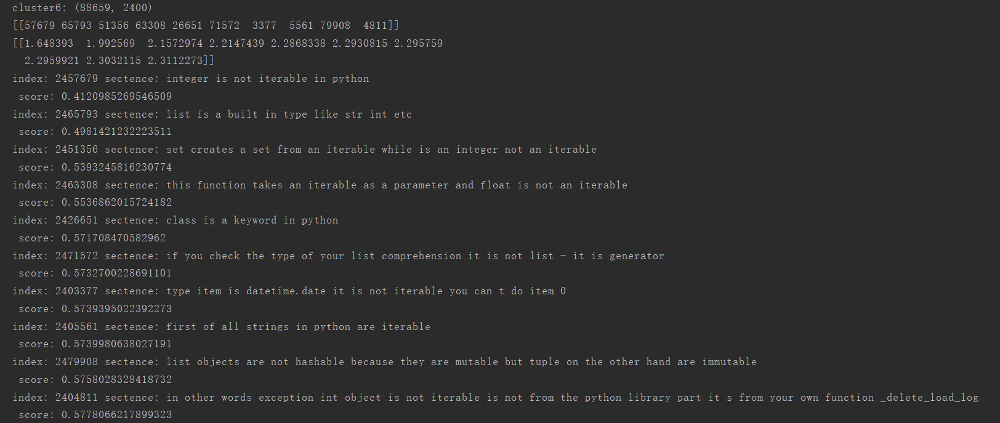 cluster6: (88659, 2400)
[[57679 65793 51356 63308 26651 71572  3377  5561 79908  4811]]
[[1.648393  1.992569  2.1572974 2.2147439 2.2868338 2.2930815 2.295759
  2.2959921 2.3032115 2.3112273]]
index: 2457679 sectence: integer is not iterable in python
 score: 0.4120985269546509
index: 2465793 sectence: list is a built in type like str int etc
 score: 0.4981421232223511
index: 2451356 sectence: set creates a set from an iterable while is an integer not an iterable
 score: 0.5393245816230774
index: 2463308 sectence: this function takes an iterable as a parameter and float is not an iterable
 score: 0.5536862015724182
index: 2426651 sectence: class is a keyword in python
 score: 0.571708470582962
index: 2471572 sectence: if you check the type of your list comprehension it is not list - it is generator
 score: 0.5732700228691101
index: 2403377 sectence: type item is datetime.date it is not iterable you can t do item 0
 score: 0.5739395022392273
index: 2405561 sectence: first of all strings in python are iterable
 score: 0.5739980638027191
index: 2479908 sectence: list objects are not hashable because they are mutable but tuple on the other hand are immutable
 score: 0.5758028328418732
index: 2404811 sectence: in other words exception int object is not iterable is not from the python library part it s from your own function _delete_load_log
 score: 0.5778066217899323